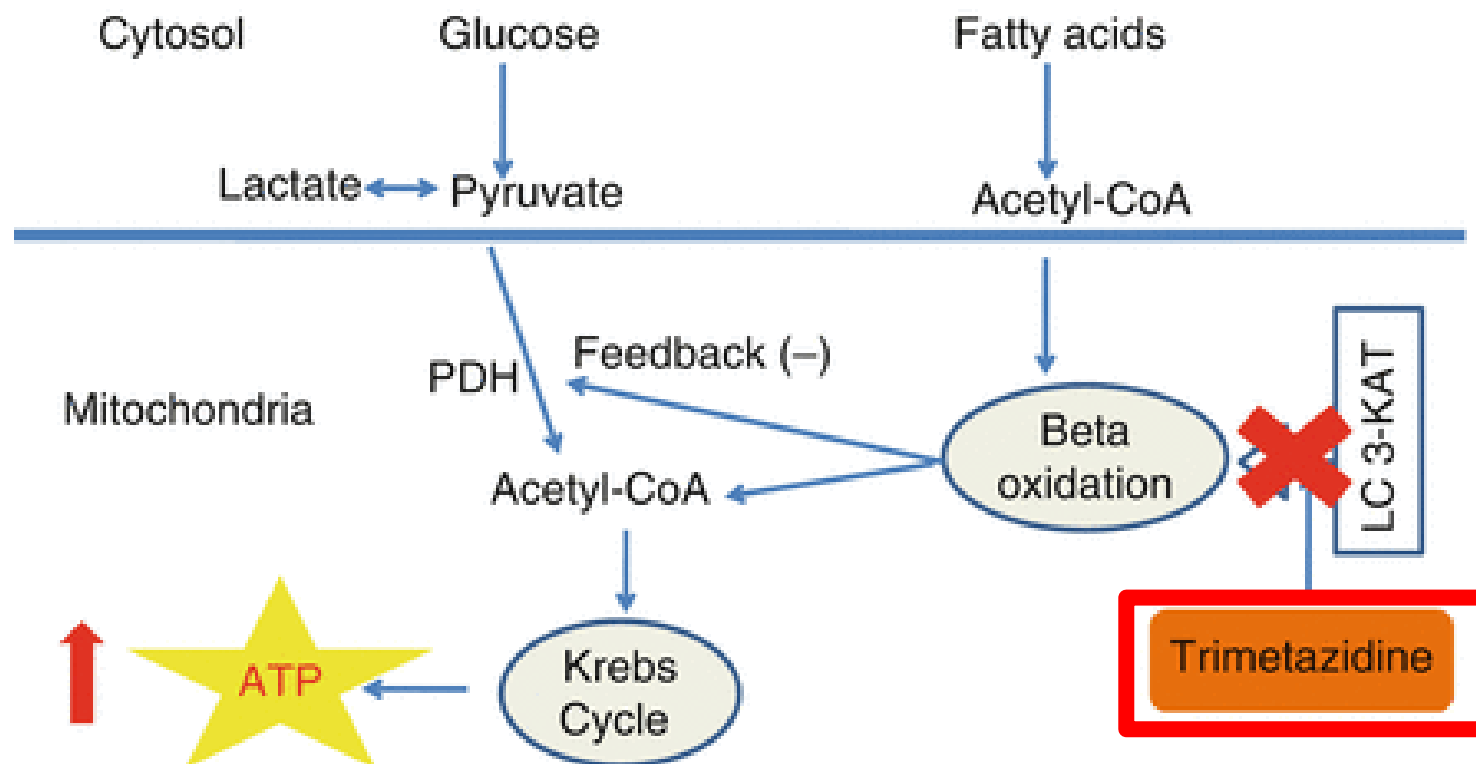 Cytosol
Glucose
Fatty acids
Lactate
Pyruvate
Acetyl-CoA
Feedback (–)
PDH
Mitochondria
Beta
oxidation
LC 3-KAT
Acetyl-CoA
Trimetazidine
Krebs
Cycle
ATP